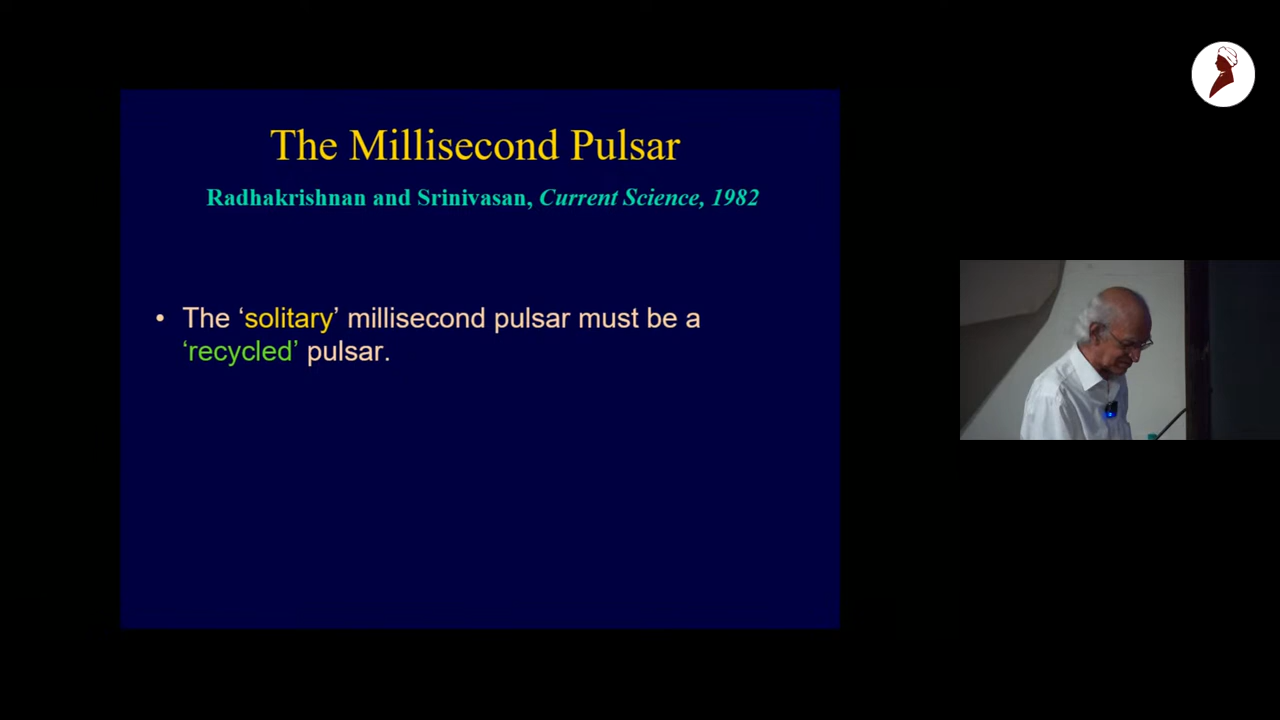 The Millisecond Pulsar
Radhakrishnan and Srinivasan, Current Science, 1982
• The ‘solitary’ millisecond pulsar must be a
‘recycled’ pulsar.